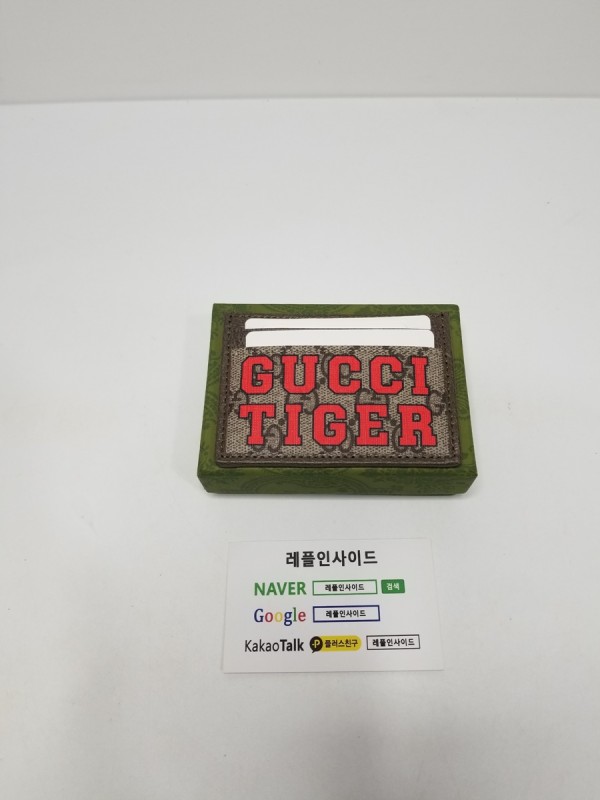 GUCCI
TIGER
레플인사이드
NAVER 레플인사이드 검색
Google 레플인사이드
KakaoTalk P 플러스친구 레플인사이드